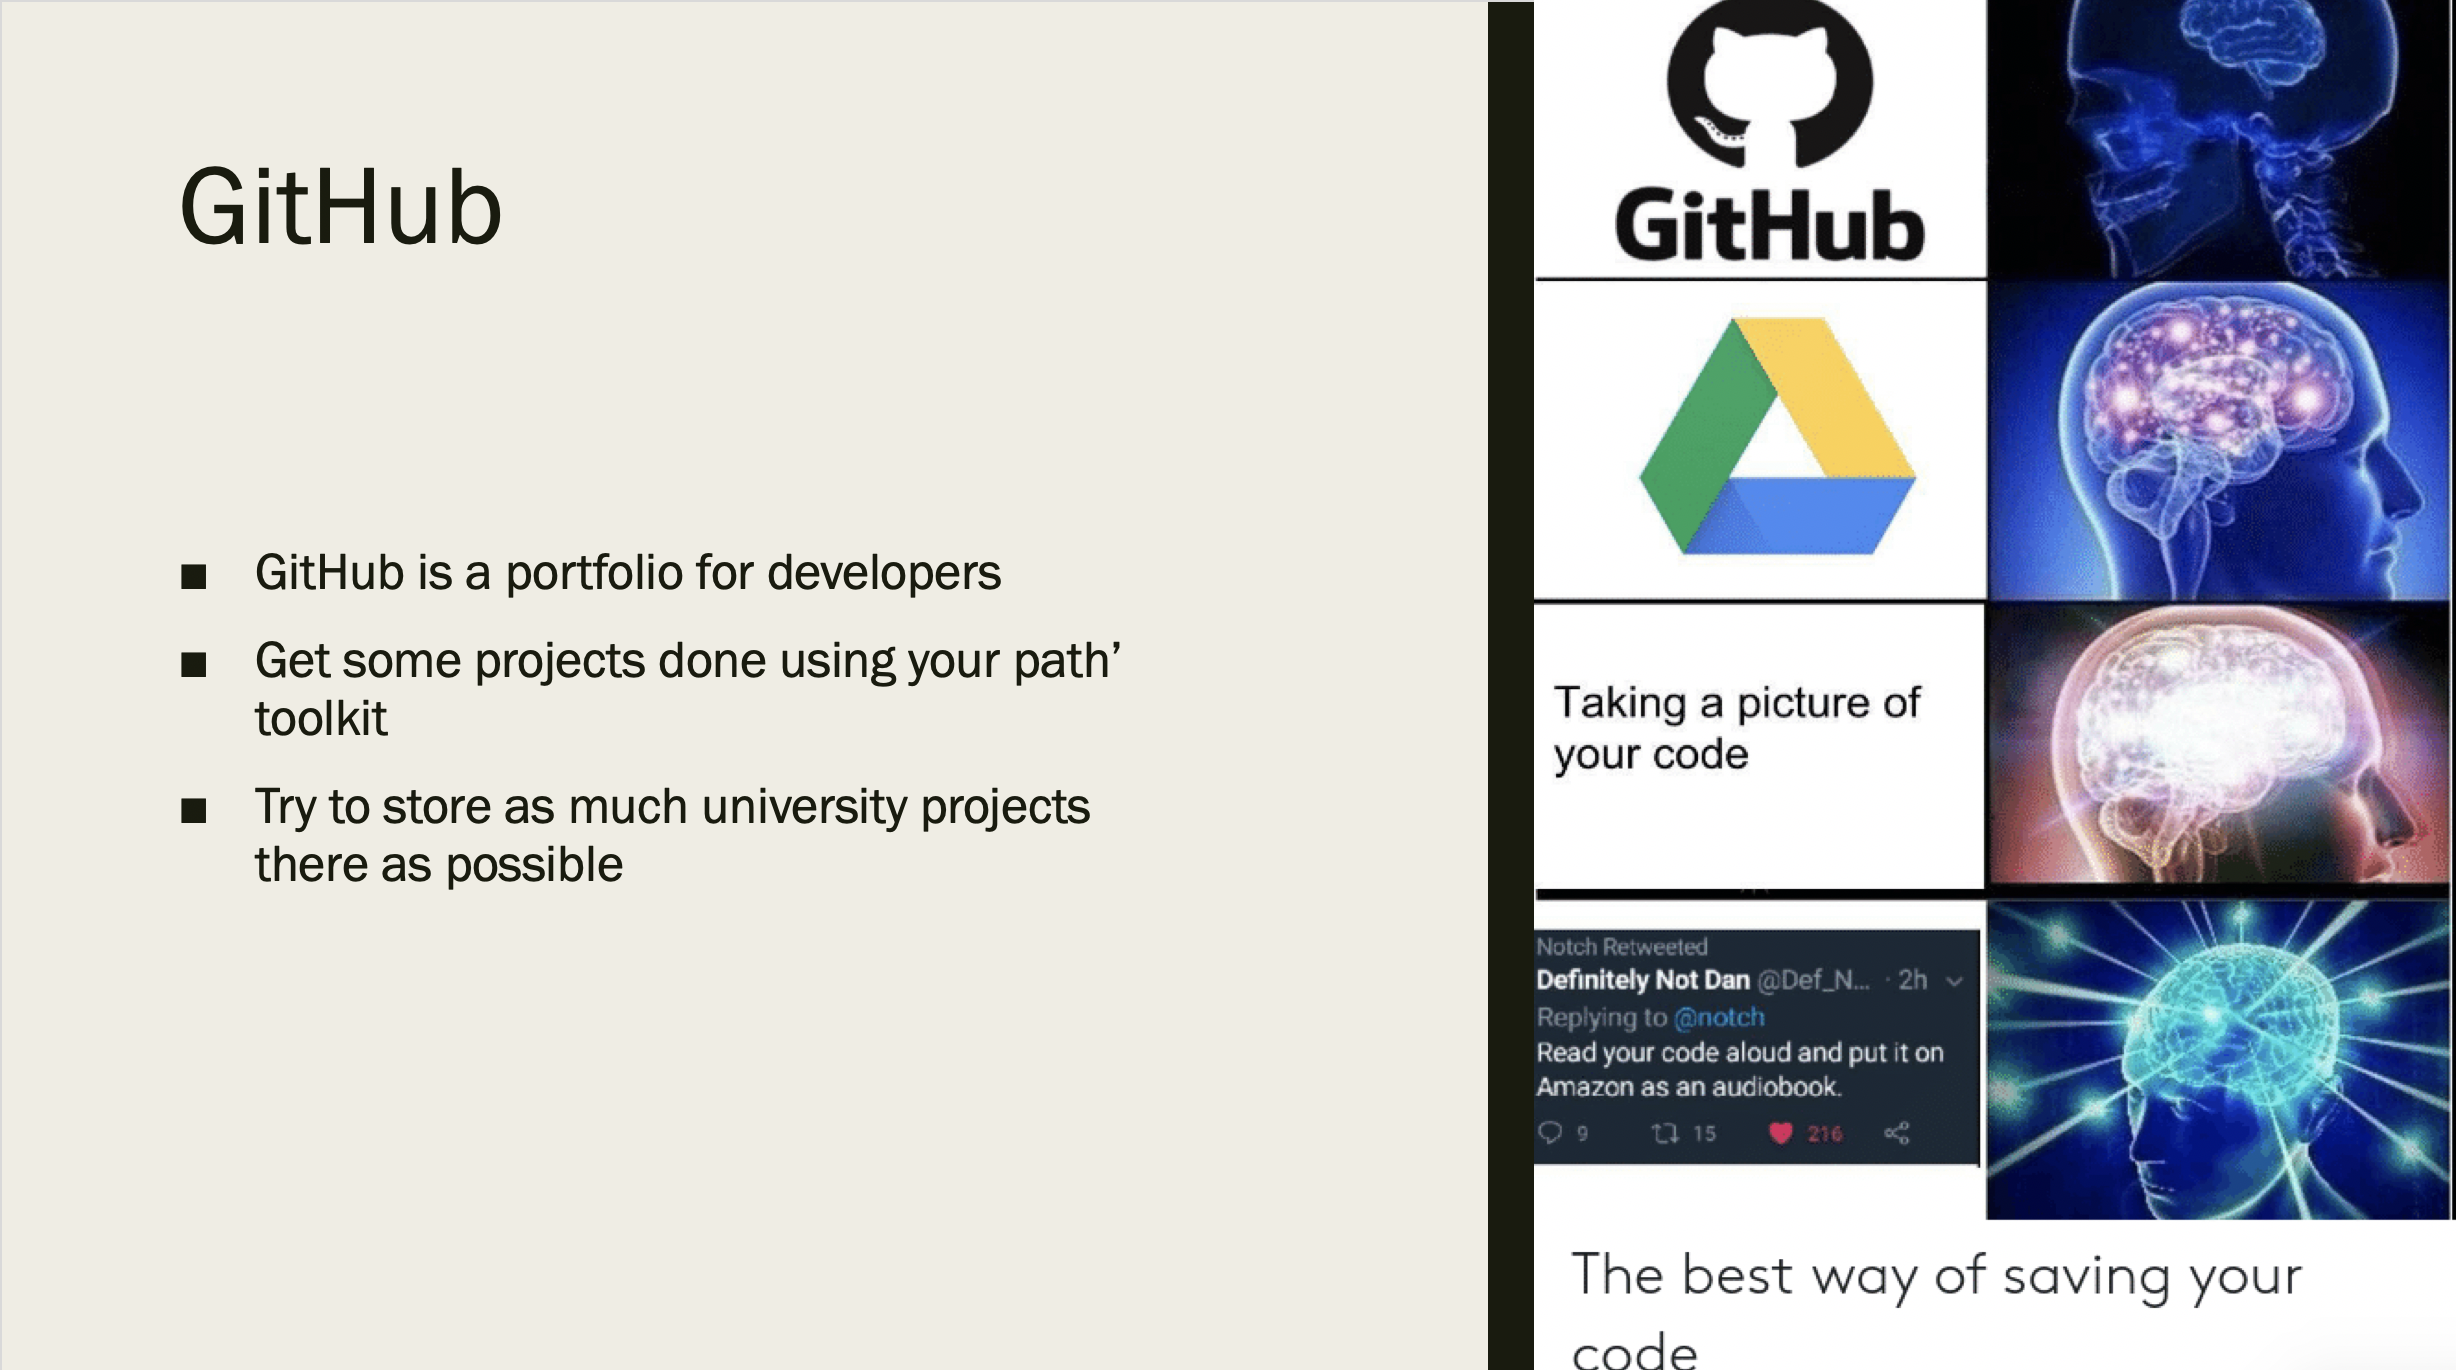 GitHub
■ GitHub is a portfolio for developers
■ Get some projects done using your path’
toolkit
■ Try to store as much university projects
there as possible
GitHub
Taking a picture of
your code
Notch Retweeted
Definitely Not Dan @Def_N... · 2h
Replying to @notch
Read your code aloud and put it on
Amazon as an audiobook.
9 15 216
The best way of saving your
code